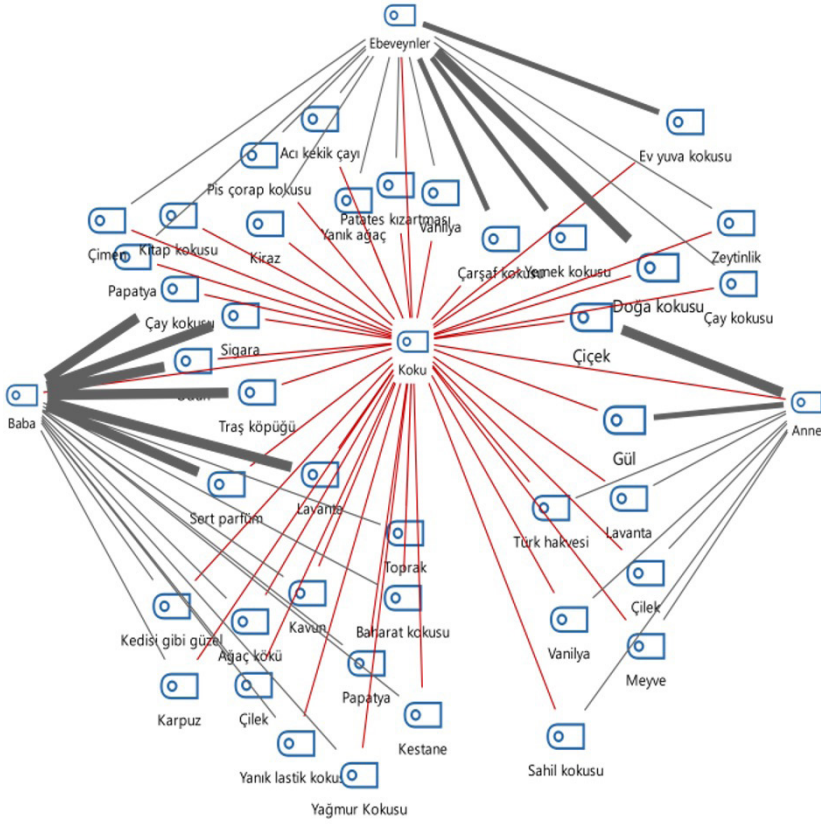 Ebeveynler
Acı kekik çayı
Ev yuva kokusu
Pis çorap kokusu
Patates kızartması
Vanilya
Yanık ağaç
Çimen
Kitap kokusu
Kiraz
Çarşaf kokusu
Yemek kokusu
Zeytinlik
Papatya
Doğa kokusu
Çay kokusu
Çay kokusu
Sigara
Çiçek
Koku
Baba
Traş köpüğü
Anne
Gül
Sert parfüm
Lavanta
Lavanta
Türk hakvesi
Toprak
Çilek
Kedisi gibi güzel
Kavun
Baharat kokusu
Ağaç kökü
Vanilya
Meyve
Papatya
Karpuz
Çilek
Kestane
Sahil kokusu
Yanık lastik kokusu
Yağmur Kokusu